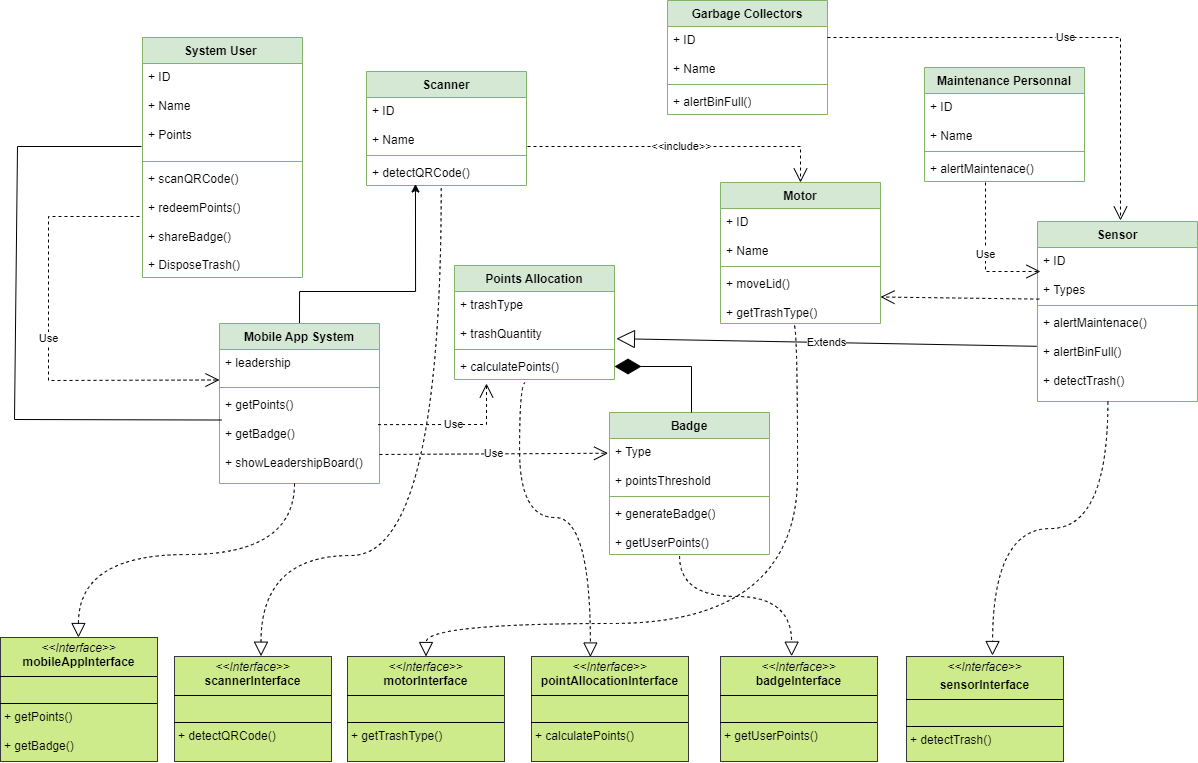 Garbage Collectors
+ ID
+ Name
+ alertBinFull()
Use
System User
+ ID
+ Name
+ Points
+ scanQRCode()
+ redeemPoints()
+ shareBadge()
+ DisposeTrash()
Scanner
+ ID
+ Name
+ detectQRCode()
<<include>>
Maintenance Personnal
+ ID
+ Name
+ alertMaintenace()
Use
Motor
+ ID
+ Name
+ moveLid()
+ getTrashType()
Sensor
+ ID
+ Types
+ alertMaintenace()
+ alertBinFull()
+ detectTrash()
Points Allocation
+ trashType
+ trashQuantity
+ calculatePoints()
Extends
Use
Mobile App System
+ leadership
+ getPoints()
+ getBadge()
+ showLeadershipBoard()
Use
Use
Badge
+ Type
+ pointsThreshold
+ generateBadge()
+ getUserPoints()
<<Interface>>
mobileAppInterface
+ getPoints()
+ getBadge()
<<Interface>>
scannerInterface
+ detectQRCode()
<<Interface>>
motorInterface
+ getTrashType()
<<Interface>>
pointAllocationInterface
+ calculatePoints()
<<Interface>>
badgeInterface
+ getUserPoints()
<<Interface>>
sensorInterface
+ detectTrash()